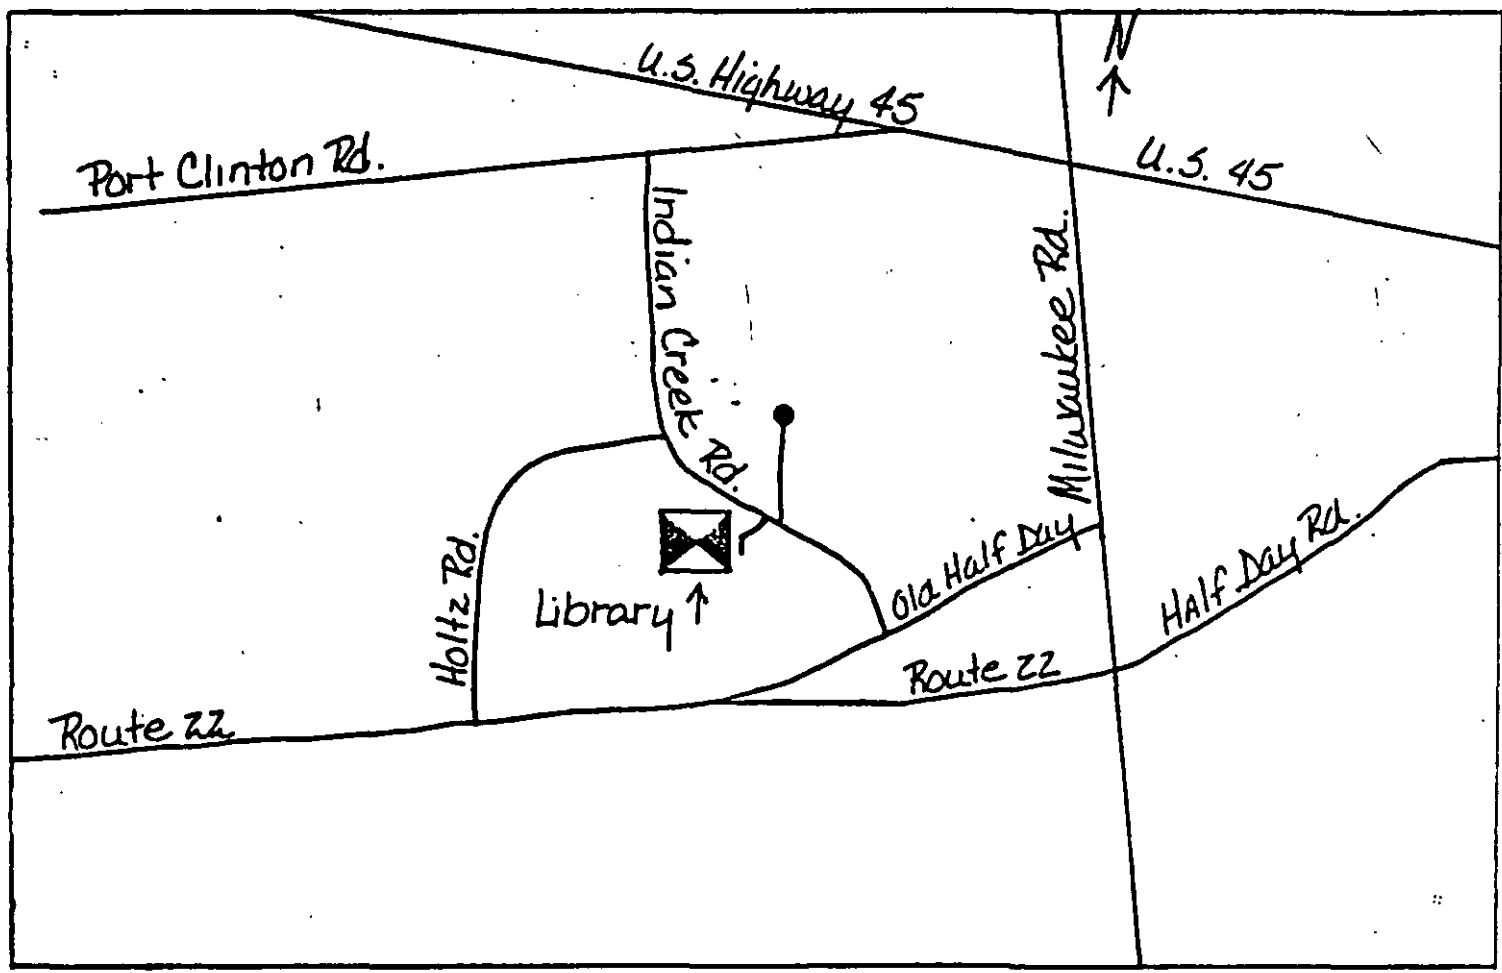 N
U.S. Highway 45
U.S. 45
Port Clinton Rd.
Indian Creek Rd.
Milwaukee Rd.
Old Half Day
Half Day Rd.
Holtz Rd.
Library
Route 22
Route 22